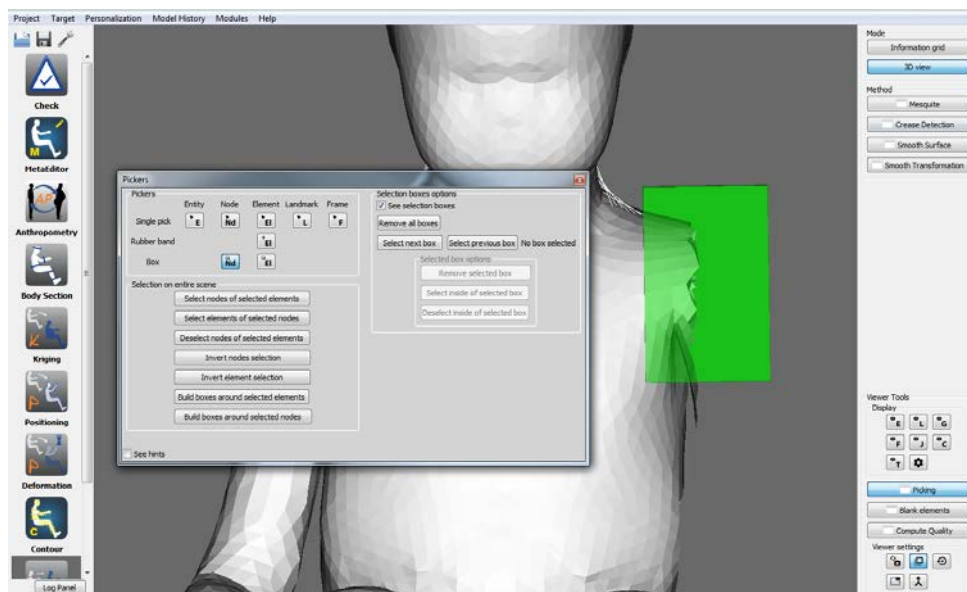 Project Target Personalization Model History Modules Help
Check
MetaEditor
Anthropometry
Body Section
Kriging
Positioning
Deformation
Contour
Log Panel
Pickers
Pickers
Entity Node Element Landmark Frame
Single pick E Nd El L F
Rubber band El
Box Nd El
Selection on entire scene
Select nodes of selected elements
Select elements of selected nodes
Deselect nodes of selected elements
Invert nodes selection
Invert element selection
Build boxes around selected elements
Build boxes around selected nodes
See hints
Selection boxes options
See selection boxes
Remove all boxes
Select next box Select previous box No box selected
Selected box options
Remove selected box
Select inside of selected box
Deselect inside of selected box
Mode
Information grid
3D view
Method
Mesquite
Crease Detection
Smooth Surface
Smooth Transformation
Viewer Tools
Display
E L G
F J C
T
Picking
Blank elements
Compute Quality
Viewer settings